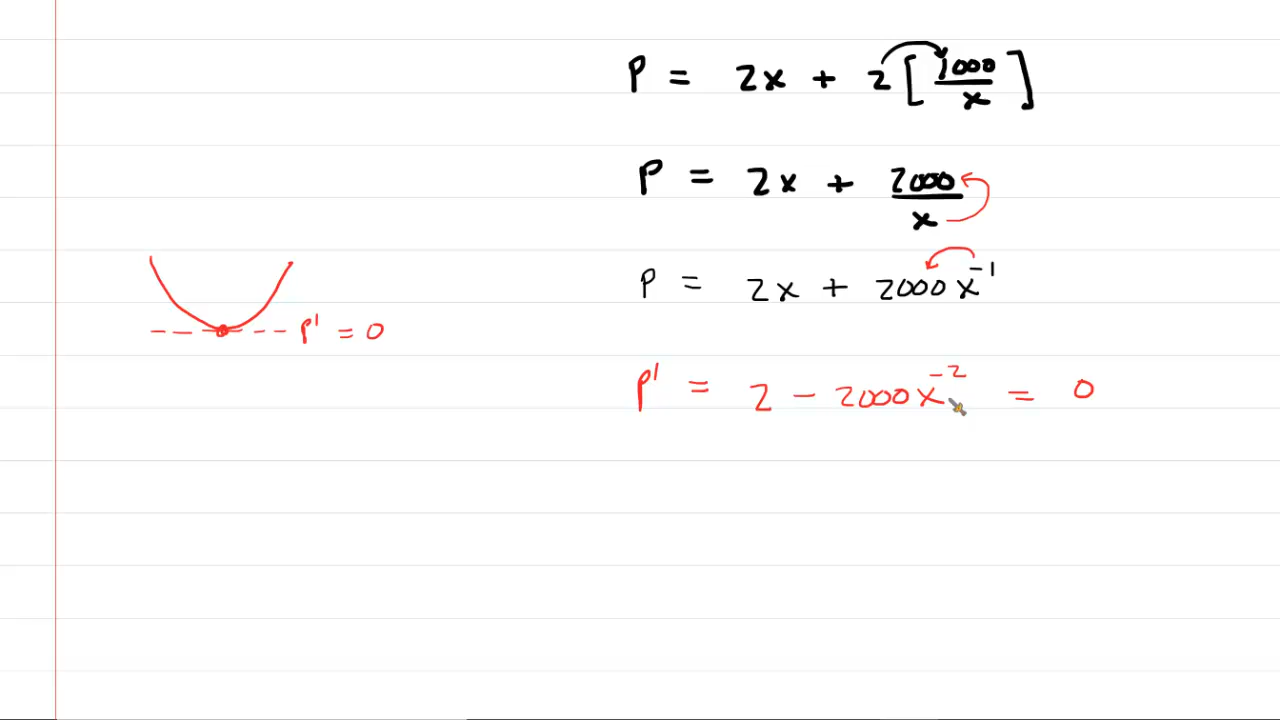 P = 2x + 2 [ 1000/x ]
P = 2x + 2000/x
P = 2x + 2000x⁻¹
P' = 0
P' = 2 - 2000x⁻² = 0